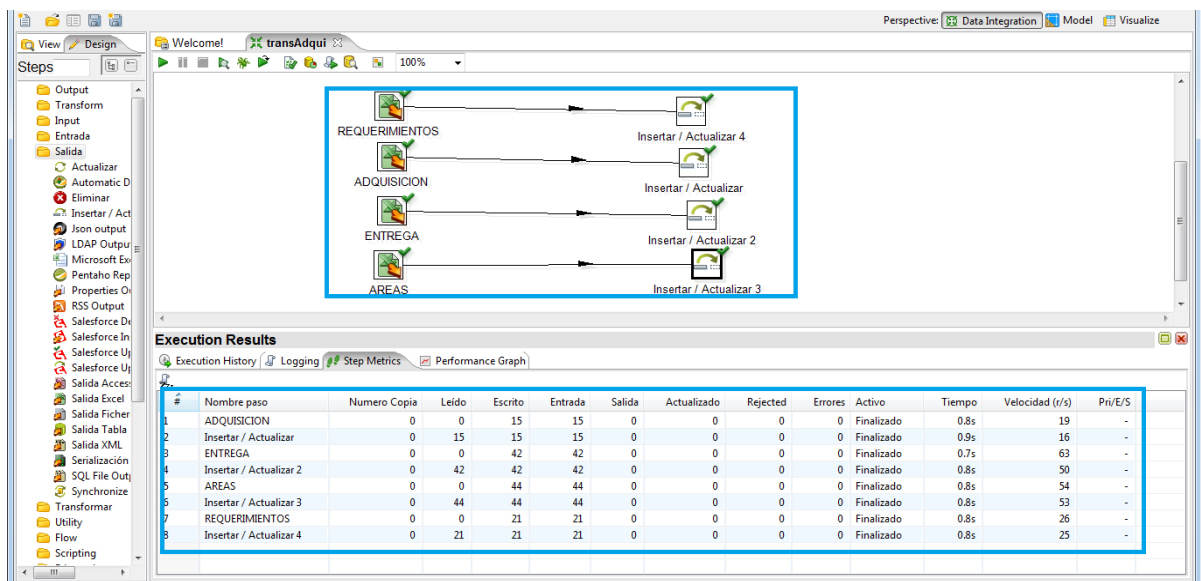 Perspective: Data Integration Model Visualize
View Design Welcome! transAdqui
Steps 100%
Output
Transform
Input
Entrada
Salida
Actualizar
Automatic D
Eliminar
Insertar / Act
Json output
LDAP Outpu
Microsoft Ex
Pentaho Rep
Properties O
RSS Output
Salesforce De
Salesforce In
Salesforce Up
Salesforce Up
Salida Acces
Salida Excel
Salida Ficher
Salida Tabla
Salida XML
Serialización
SQL File Outp
Synchronize
Transformar
Utility
Flow
Scripting
REQUERIMIENTOS Insertar / Actualizar 4
ADQUISICION Insertar / Actualizar
ENTREGA Insertar / Actualizar 2
AREAS Insertar / Actualizar 3
Execution Results
Execution History Logging Step Metrics Performance Graph
# Nombre paso Numero Copia Leído Escrito Entrada Salida Actualizado Rejected Errores Activo Tiempo Velocidad (r/s) Pri/E/S
1 ADQUISICION 0 0 15 15 0 0 0 0 Finalizado 0.8s 19 -
2 Insertar / Actualizar 0 15 15 15 0 0 0 0 Finalizado 0.9s 16 -
3 ENTREGA 0 0 42 42 0 0 0 0 Finalizado 0.7s 63 -
4 Insertar / Actualizar 2 0 42 42 42 0 0 0 0 Finalizado 0.8s 50 -
5 AREAS 0 0 44 44 0 0 0 0 Finalizado 0.8s 54 -
6 Insertar / Actualizar 3 0 44 44 44 0 0 0 0 Finalizado 0.8s 53 -
7 REQUERIMIENTOS 0 0 21 21 0 0 0 0 Finalizado 0.8s 26 -
8 Insertar / Actualizar 4 0 21 21 21 0 0 0 0 Finalizado 0.8s 25 -